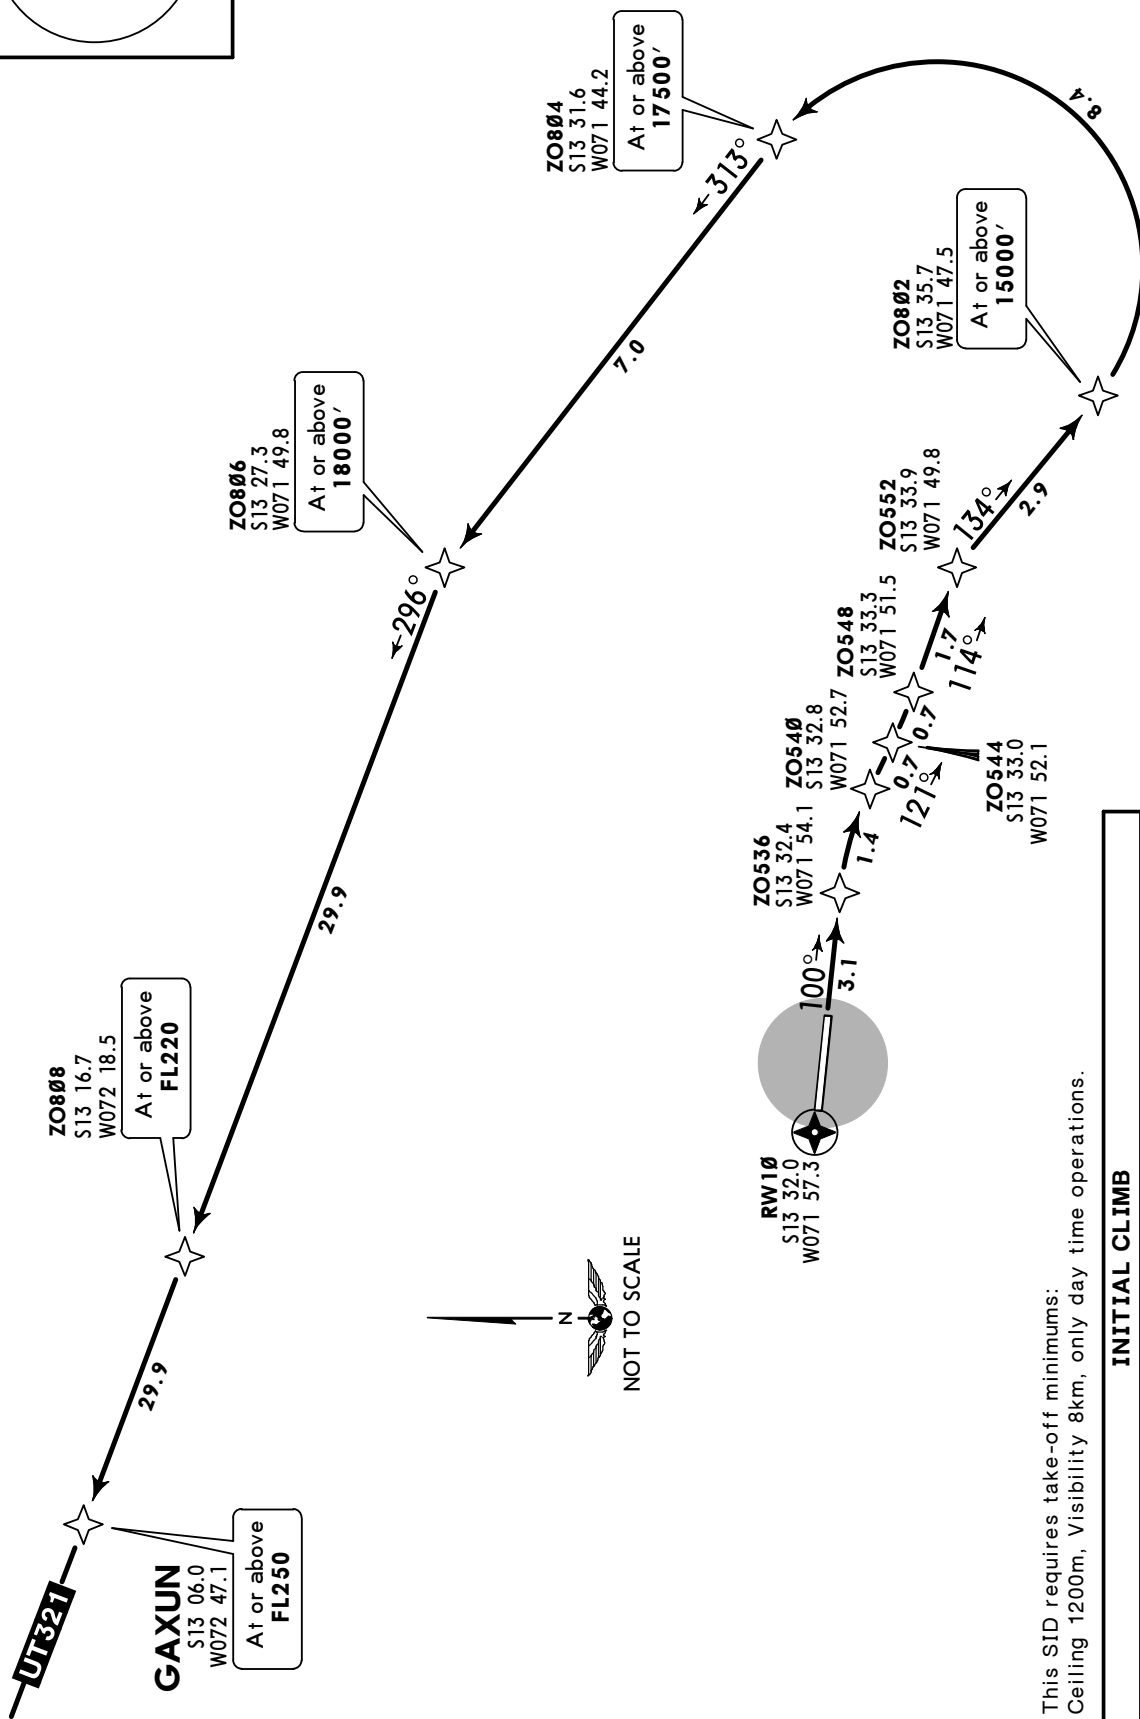 UT321
GAXUN
S13 06.0
W072 47.1
At or above
FL250
29.9
ZO8Ø8
S13 16.7
W072 18.5
At or above
FL220
29.9
296°
ZO8Ø6
S13 27.3
W071 49.8
At or above
18000′
7.0
313°
ZO8Ø4
S13 31.6
W071 44.2
At or above
17500′
8.4
ZO8Ø2
S13 35.7
W071 47.5
At or above
15000′
2.9
134°
ZO552
S13 33.9
W071 49.8
1.7
114°
ZO548
S13 33.3
W071 51.5
0.7
ZO544
S13 33.0
W071 52.1
0.7
121°
ZO54Ø
S13 32.8
W071 52.7
1.4
ZO536
S13 32.4
W071 54.1
100°
3.1
RW1Ø
S13 32.0
W071 57.3
N
NOT TO SCALE
This SID requires take-off minimums:
Ceiling 1200m, Visibility 8km, only day time operations.
INITIAL CLIMB